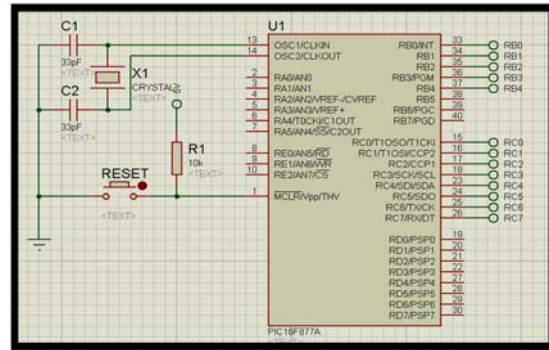 C1
33pF
<TEXT>
X1
CRYSTAL
<TEXT>
C2
33pF
<TEXT>
5V
R1
10k
<TEXT>
RESET
<TEXT>
U1
13 OSC1/CLKIN
14 OSC2/CLKOUT
2 RA0/AN0
3 RA1/AN1
4 RA2/AN2/VREF-/CVREF
5 RA3/AN3/VREF+
6 RA4/T0CKI/C1OUT
7 RA5/AN4/SS/C2OUT
8 RE0/AN5/RD
9 RE1/AN6/WR
10 RE2/AN7/CS
1 MCLR/Vpp/THV
RB0/INT 33 RB0
RB1 34 RB1
RB2 35 RB2
RB3/PGM 36 RB3
RB4 37 RB4
RB5 38
RB6/PGC 39
RB7/PGD 40
RC0/T1OSO/T1CKI 15 RC0
RC1/T1OSI/CCP2 16 RC1
RC2/CCP1 17 RC2
RC3/SCK/SCL 18 RC3
RC4/SDI/SDA 23 RC4
RC5/SDO 24 RC5
RC6/TX/CK 25 RC6
RC7/RX/DT 26 RC7
RD0/PSP0 19
RD1/PSP1 20
RD2/PSP2 21
RD3/PSP3 22
RD4/PSP4 27
RD5/PSP5 28
RD6/PSP6 29
RD7/PSP7 30
PIC16F877A
<TEXT>